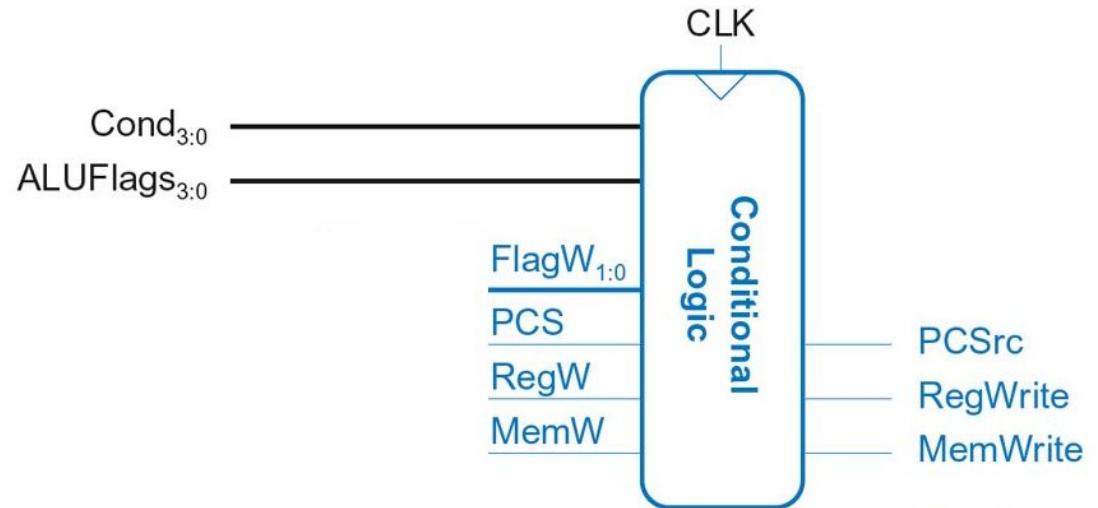 CLK
Cond3:0
ALUFlags3:0
Conditional
Logic
FlagW1:0
PCS
RegW
MemW
PCSrc
RegWrite
MemWrite